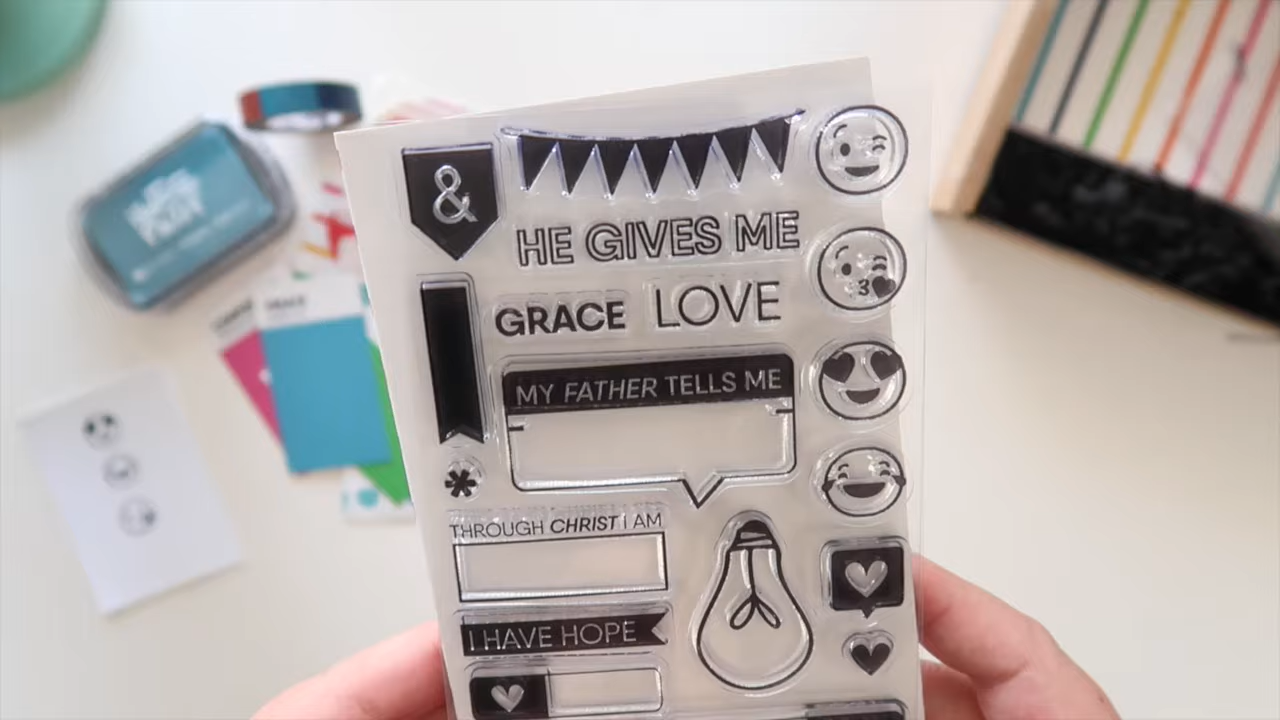 &
HE GIVES ME
GRACE LOVE
MY FATHER TELLS ME
*
THROUGH CHRIST I AM
I HAVE HOPE